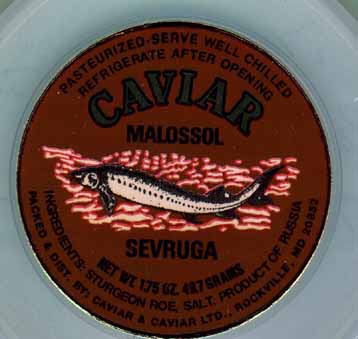 PASTEURIZED-SERVE WELL CHILLED
REFRIGERATE AFTER OPENING
CAVIAR
MALOSSOL
SEVRUGA
NET WT. 1.75 OZ. 49.7 GRAMS
INGREDIENTS: STURGEON ROE, SALT. PRODUCT OF RUSSIA
PACKED & DIST. BY: CAVIAR & CAVIAR LTD., ROCKVILLE, MD 20852